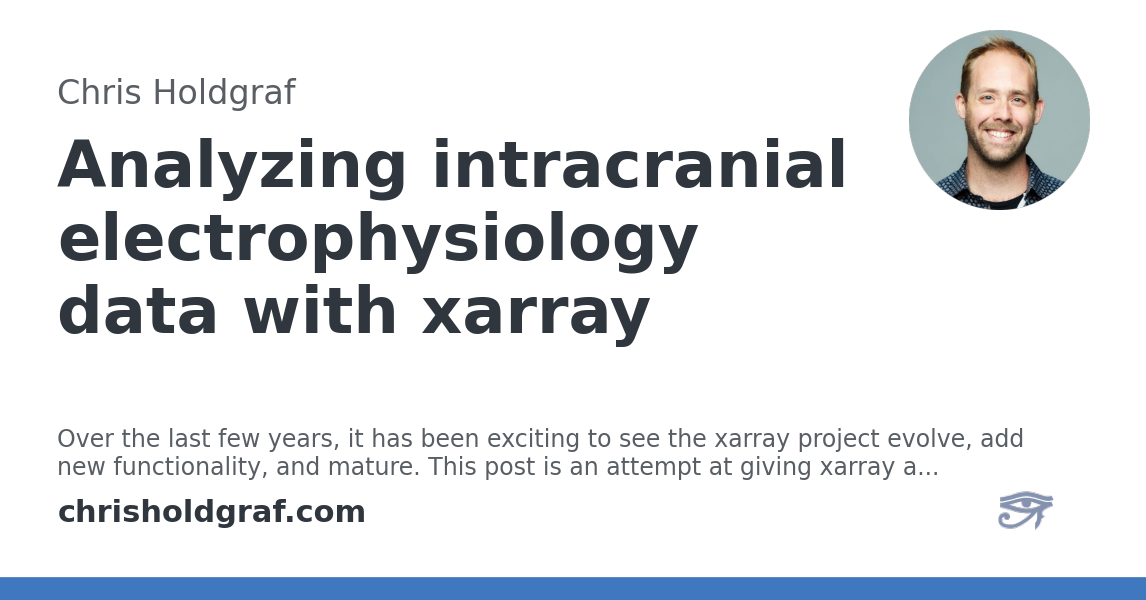 Chris Holdgraf
Analyzing intracranial
electrophysiology
data with xarray
Over the last few years, it has been exciting to see the xarray project evolve, add
new functionality, and mature. This post is an attempt at giving xarray a...
chrisholdgraf.com